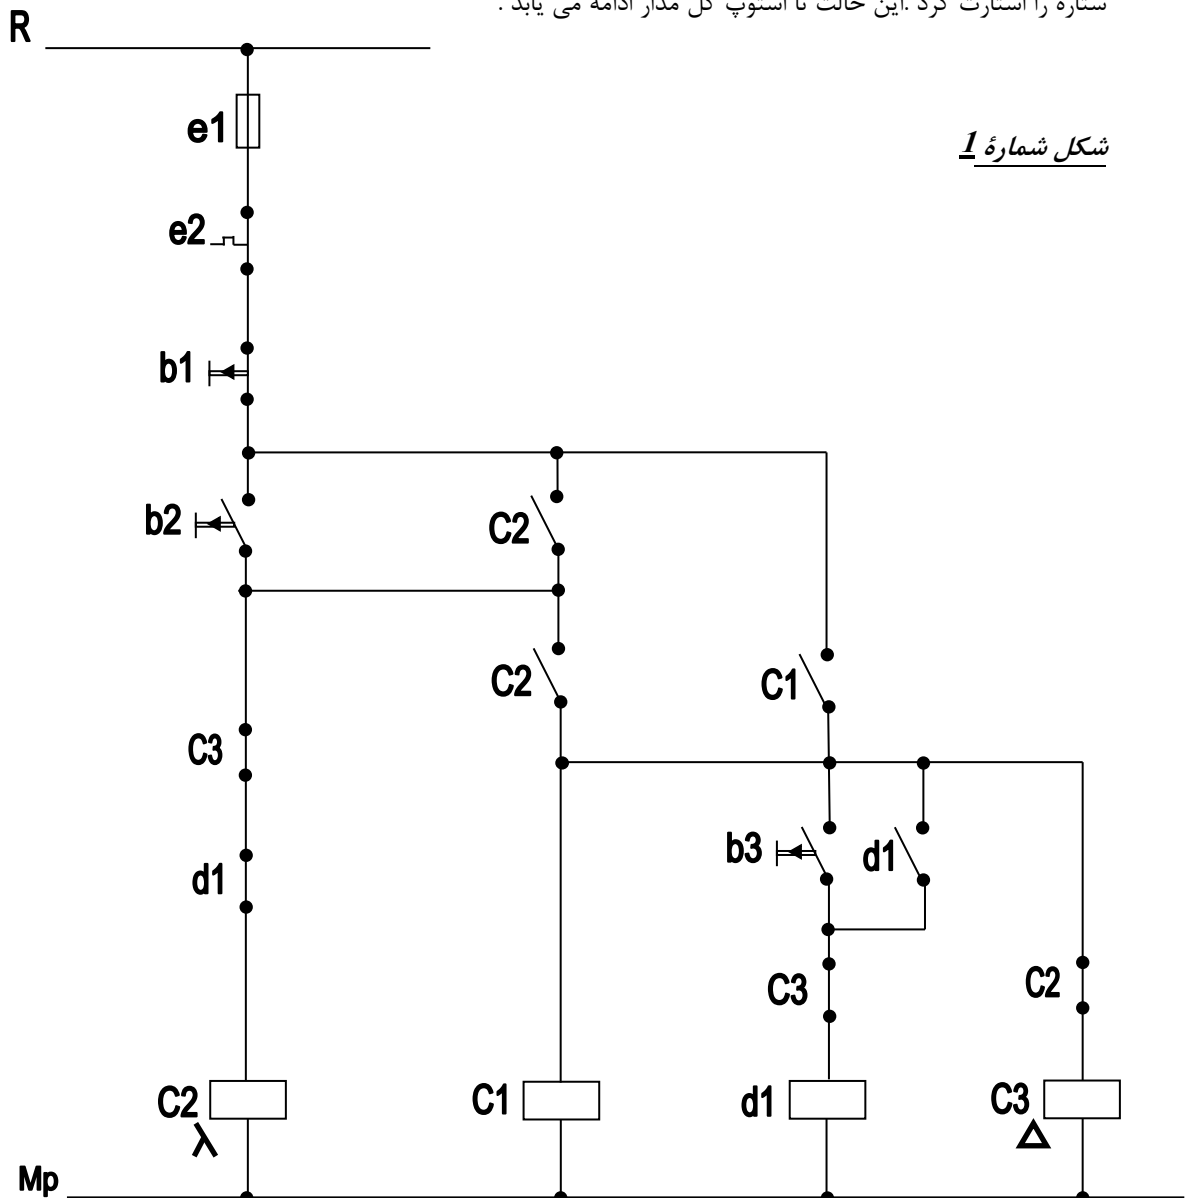 ستاره را استارت کرد .این حالت تا استوپ کل مدار ادامه می یابد .
R
شکل شمارۀ 1
e1
e2
b1
b2
C2
C2
C1
C3
b3
d1
d1
C3
C2
C2
C1
d1
C3
λ
Δ
Mp